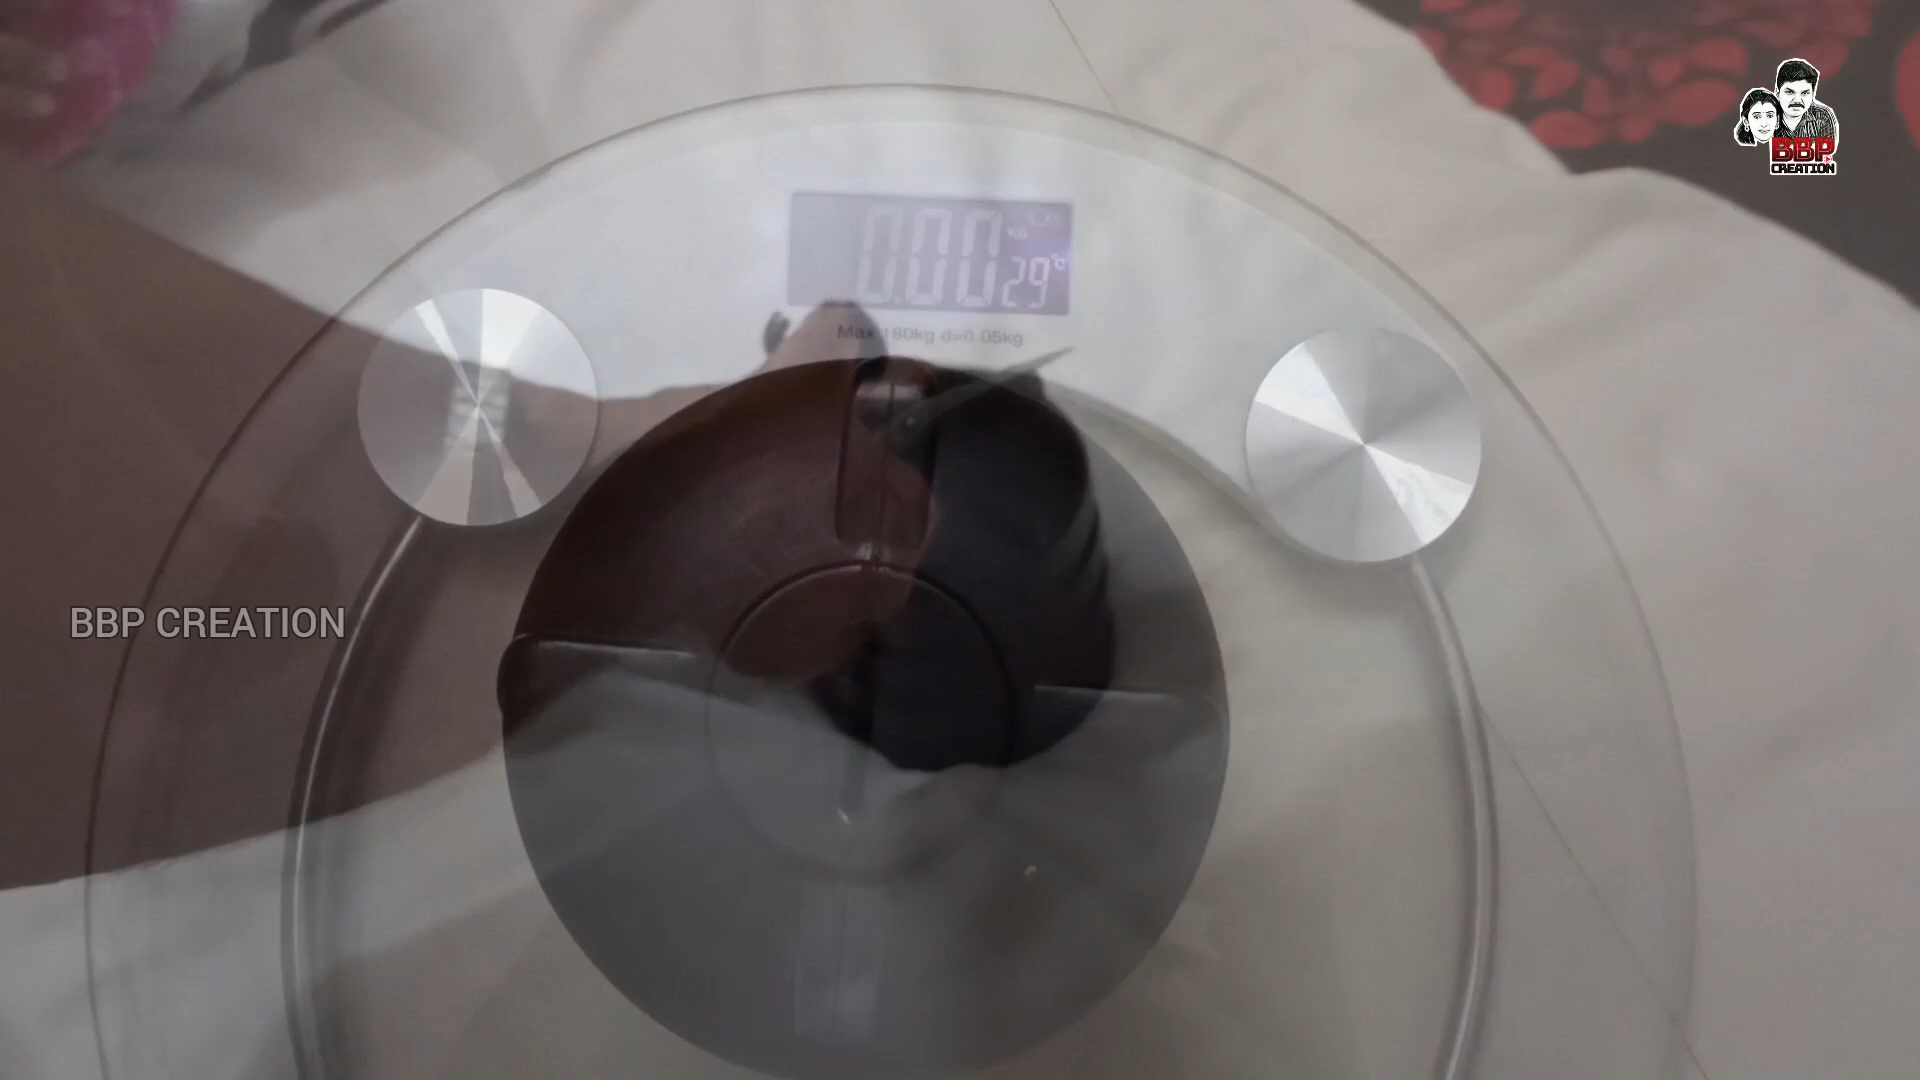 BBP
CREATION
0.00 KG
29 °C
Max 180kg d=0.05kg
BBP CREATION